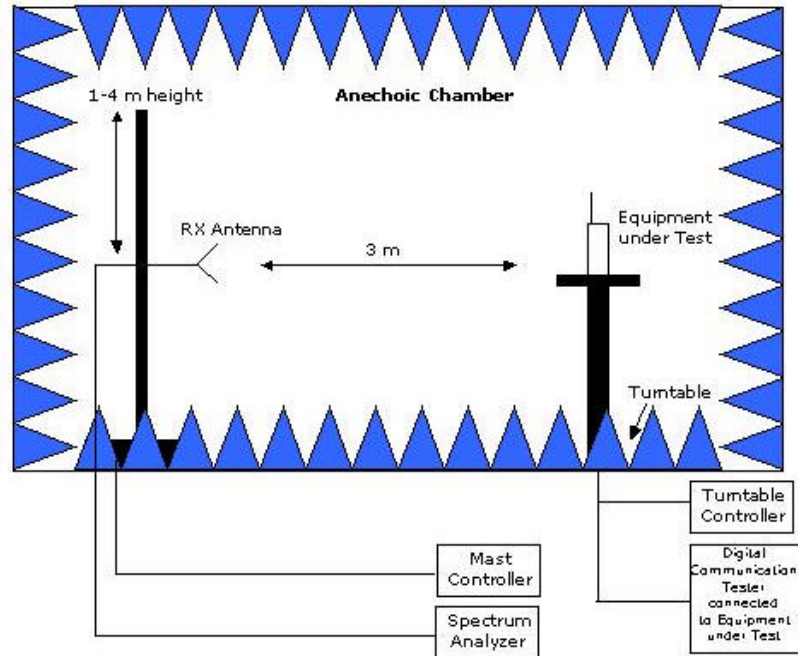 1-4 m height
Anechoic Chamber
RX Antenna
3 m
Equipment
under Test
Turntable
Turntable
Controller
Mast
Controller
Digital
Communication
Tester
connected
to Equipment
under Test
Spectrum
Analyzer